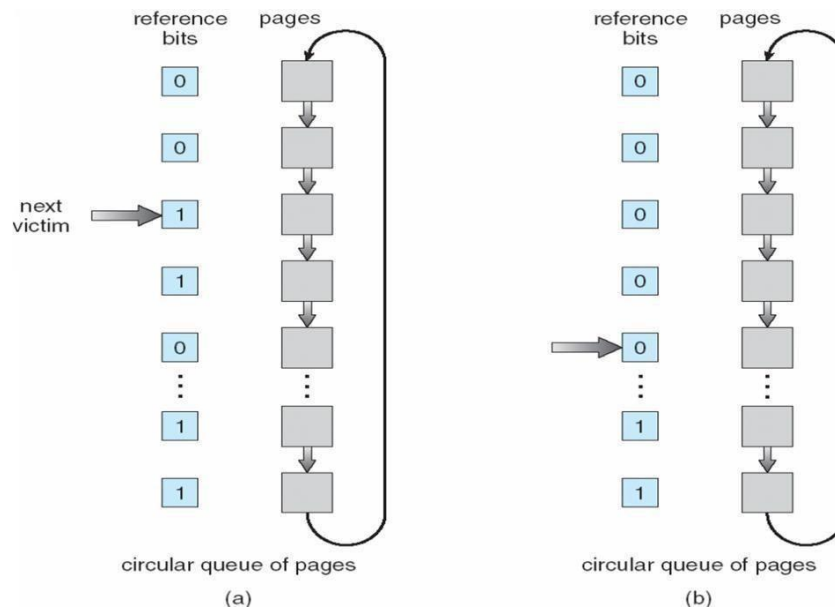 reference bits
pages
0
0
next victim
1
1
0
1
1
circular queue of pages
(a)
reference bits
pages
0
0
0
0
0
1
1
circular queue of pages
(b)